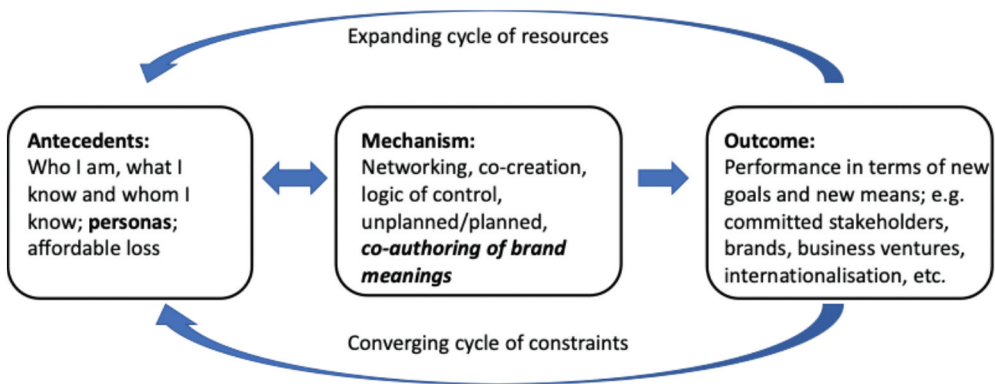 Expanding cycle of resources
Antecedents:
Who I am, what I
know and whom I
know; personas;
affordable loss
Mechanism:
Networking, co-creation,
logic of control,
unplanned/planned,
co-authoring of brand
meanings
Outcome:
Performance in terms of new
goals and new means; e.g.
committed stakeholders,
brands, business ventures,
internationalisation, etc.
Converging cycle of constraints